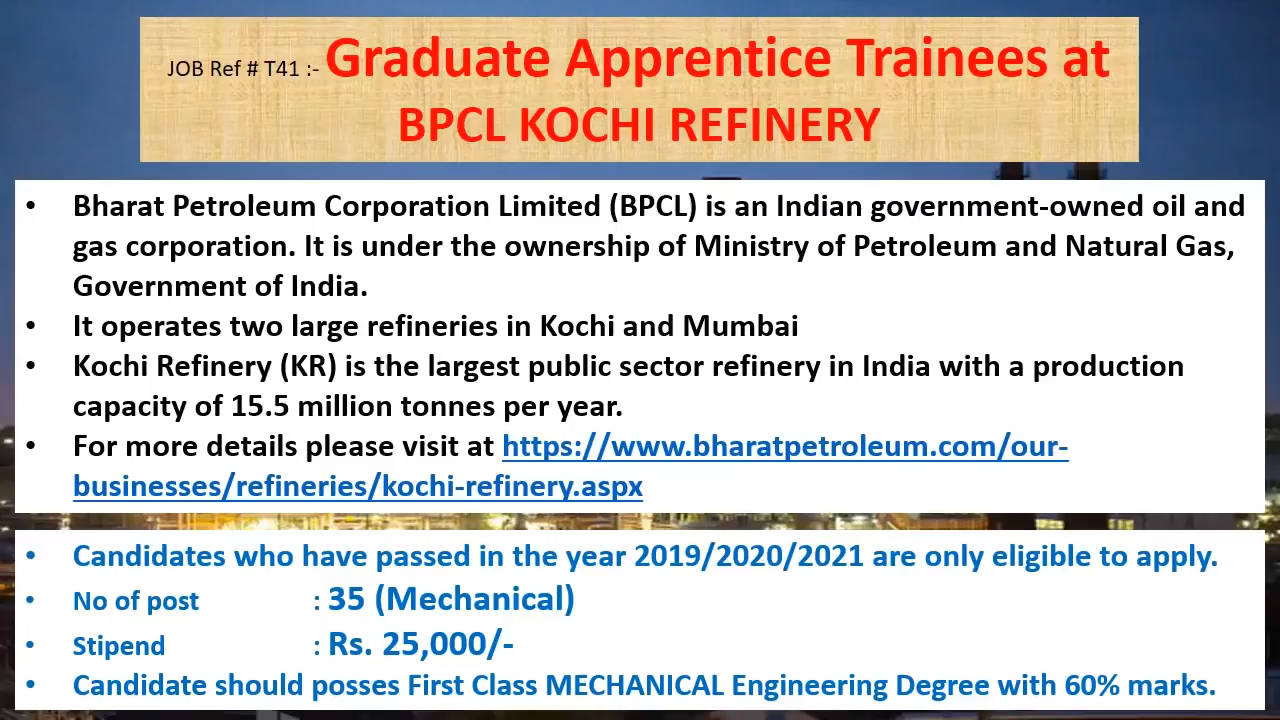 JOB Ref # T41 :- Graduate Apprentice Trainees at
BPCL KOCHI REFINERY
• Bharat Petroleum Corporation Limited (BPCL) is an Indian government-owned oil and
gas corporation. It is under the ownership of Ministry of Petroleum and Natural Gas,
Government of India.
• It operates two large refineries in Kochi and Mumbai
• Kochi Refinery (KR) is the largest public sector refinery in India with a production
capacity of 15.5 million tonnes per year.
• For more details please visit at https://www.bharatpetroleum.com/our-
businesses/refineries/kochi-refinery.aspx
• Candidates who have passed in the year 2019/2020/2021 are only eligible to apply.
• No of post : 35 (Mechanical)
• Stipend : Rs. 25,000/-
• Candidate should posses First Class MECHANICAL Engineering Degree with 60% marks.